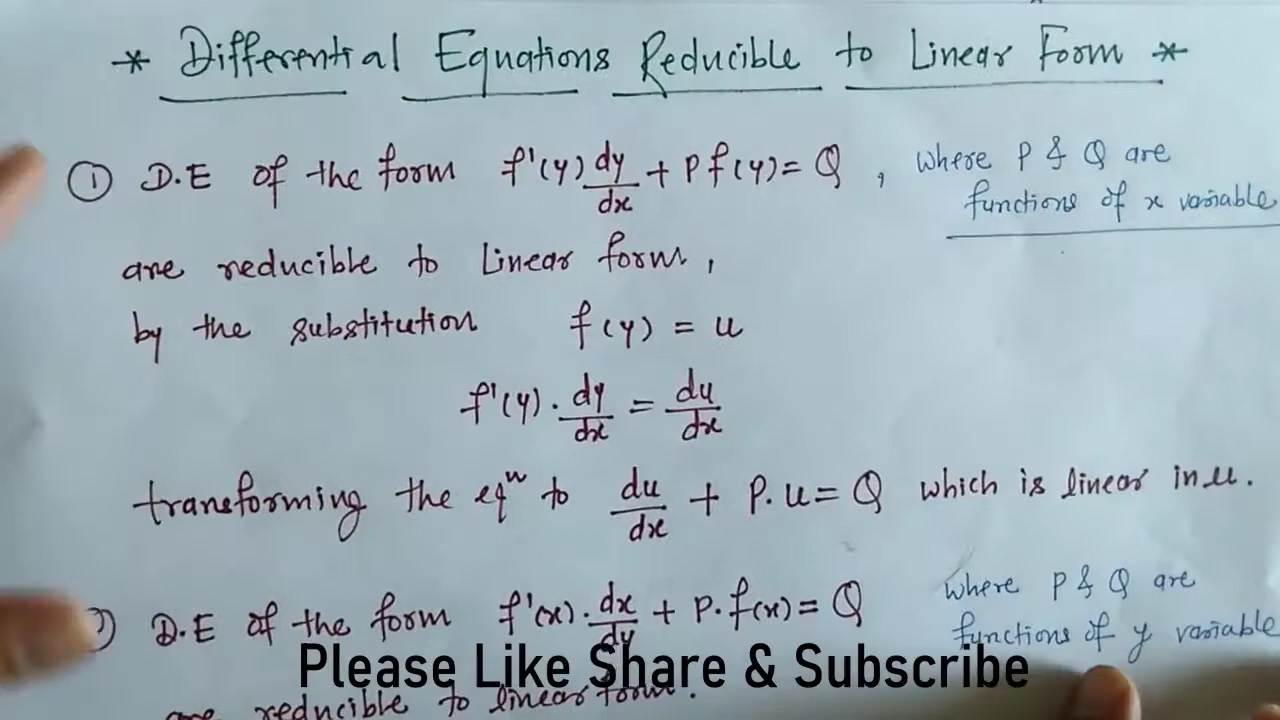 * Differential Equations Reducible to Linear Form *
① D.E of the form f'(y) dy/dx + P f(y) = Q , where P & Q are
functions of x variable
are reducible to Linear form ,
by the substitution f(y) = u
f'(y) . dy/dx = du/dx
transforming the eqⁿ to du/dx + P. u = Q which is linear in u.
D.E of the form f'(x) . dx/dy + P. f(x) = Q where P & Q are
functions of y variable
Please Like Share & Subscribe
are reducible to linear form .